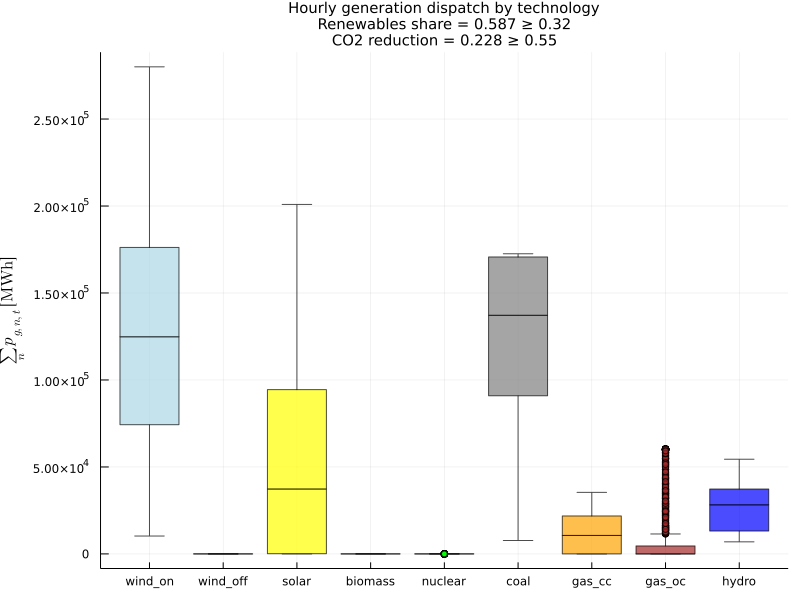 Hourly generation dispatch by technology
Renewables share = 0.587 ≥ 0.32
CO2 reduction = 0.228 ≥ 0.55
∑ₙ p_{g,n,t} [MWh]
2.50×10⁵
2.00×10⁵
1.50×10⁵
1.00×10⁵
5.00×10⁴
0
wind_on wind_off solar biomass nuclear coal gas_cc gas_oc hydro